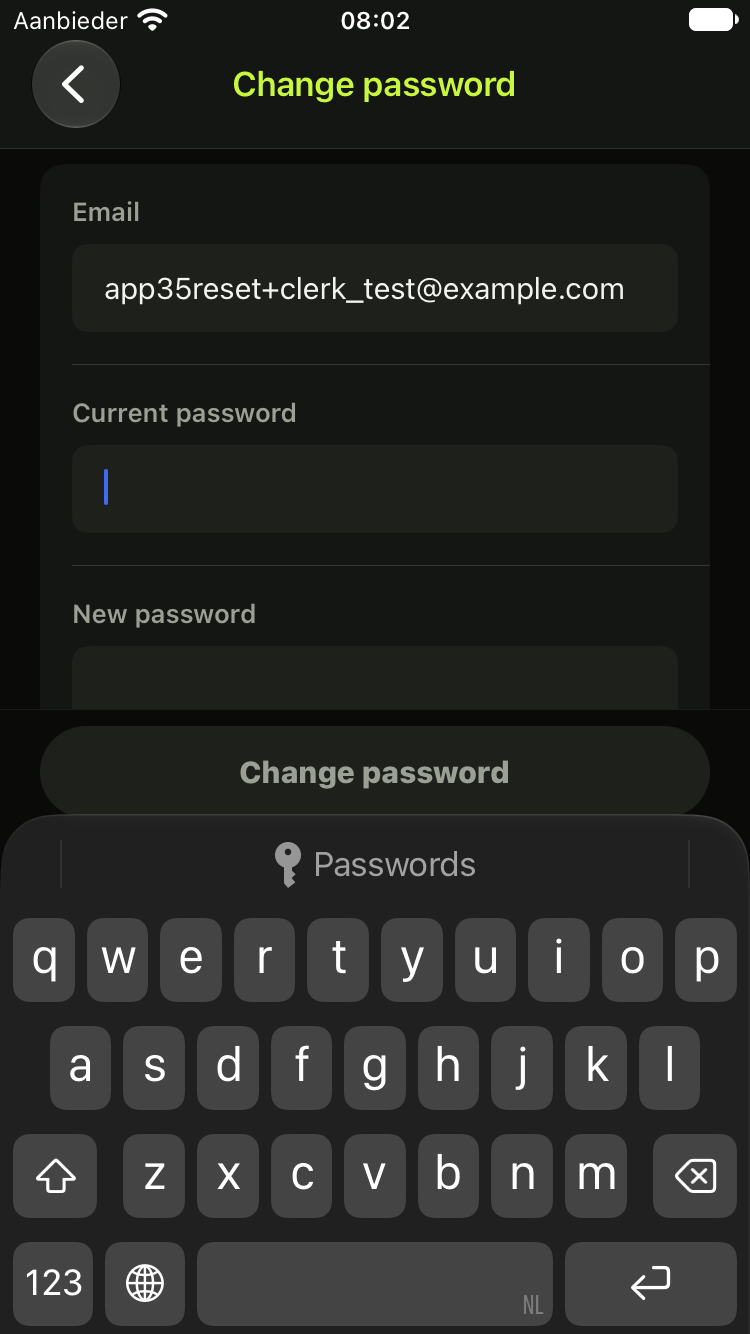 Aanbieder 08:02
Change password
Email
app35reset+clerk_test@example.com
Current password
New password
Change password
Passwords
q w e r t y u i o p
a s d f g h j k l
z x c v b n m
123 NL